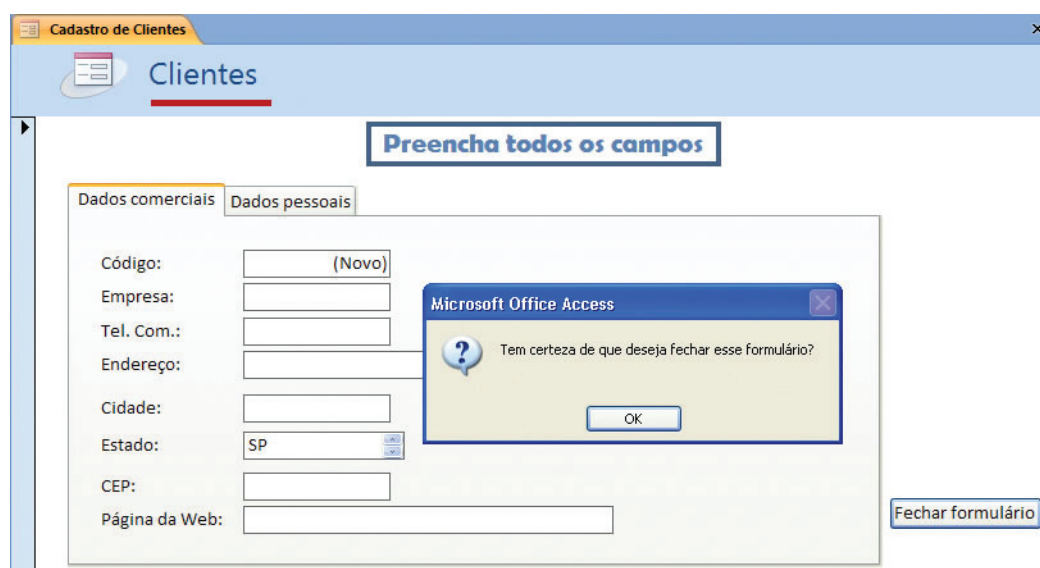 Cadastro de Clientes
Clientes
Preencha todos os campos
Dados comerciais Dados pessoais
Código: (Novo)
Empresa:
Tel. Com.:
Endereço:
Cidade:
Estado: SP
CEP:
Página da Web:
Microsoft Office Access
Tem certeza de que deseja fechar esse formulário?
OK
Fechar formulário